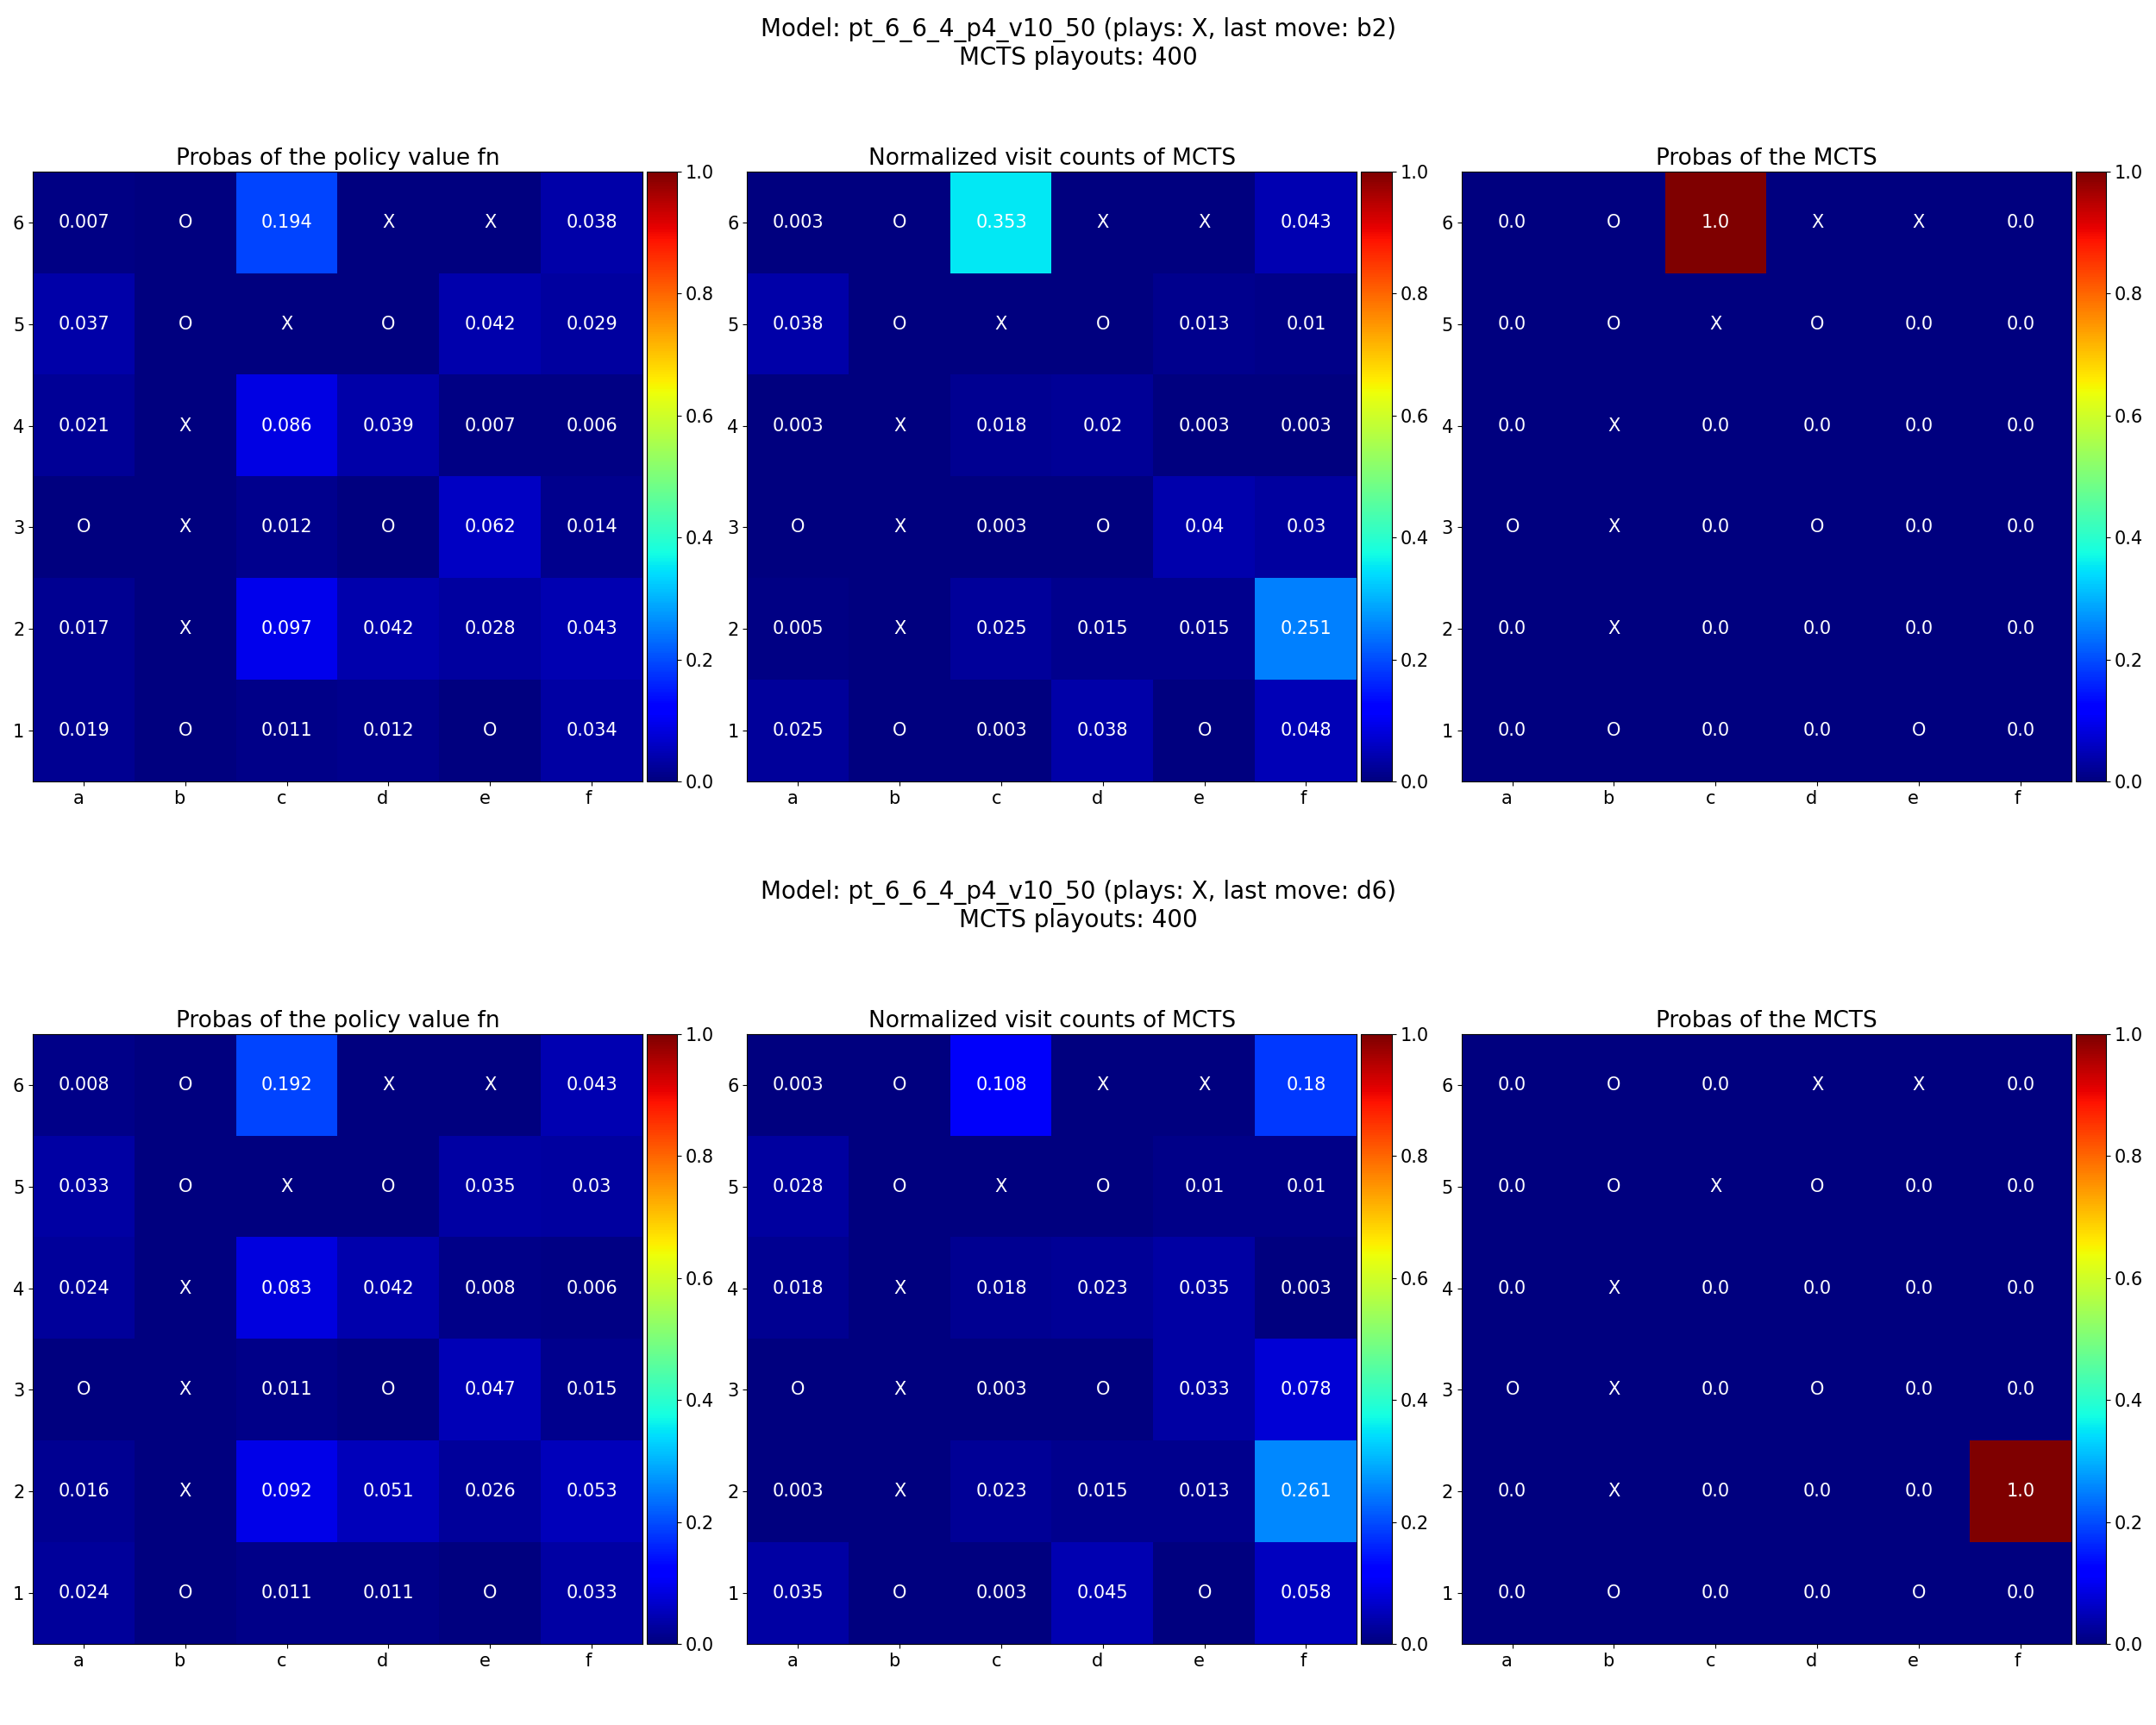 Model: pt_6_6_4_p4_v10_50 (plays: X, last move: b2)
MCTS playouts: 400
Probas of the policy value fn
6 0.007 O 0.194 X X 0.038
5 0.037 O X O 0.042 0.029
4 0.021 X 0.086 0.039 0.007 0.006
3 O X 0.012 O 0.062 0.014
2 0.017 X 0.097 0.042 0.028 0.043
1 0.019 O 0.011 0.012 O 0.034
a b c d e f
1.0
0.8
0.6
0.4
0.2
0.0
Normalized visit counts of MCTS
6 0.003 O 0.353 X X 0.043
5 0.038 O X O 0.013 0.01
4 0.003 X 0.018 0.02 0.003 0.003
3 O X 0.003 O 0.04 0.03
2 0.005 X 0.025 0.015 0.015 0.251
1 0.025 O 0.003 0.038 O 0.048
a b c d e f
1.0
0.8
0.6
0.4
0.2
0.0
Probas of the MCTS
6 0.0 O 1.0 X X 0.0
5 0.0 O X O 0.0 0.0
4 0.0 X 0.0 0.0 0.0 0.0
3 O X 0.0 O 0.0 0.0
2 0.0 X 0.0 0.0 0.0 0.0
1 0.0 O 0.0 0.0 O 0.0
a b c d e f
1.0
0.8
0.6
0.4
0.2
0.0
Model: pt_6_6_4_p4_v10_50 (plays: X, last move: d6)
MCTS playouts: 400
Probas of the policy value fn
6 0.008 O 0.192 X X 0.043
5 0.033 O X O 0.035 0.03
4 0.024 X 0.083 0.042 0.008 0.006
3 O X 0.011 O 0.047 0.015
2 0.016 X 0.092 0.051 0.026 0.053
1 0.024 O 0.011 0.011 O 0.033
a b c d e f
1.0
0.8
0.6
0.4
0.2
0.0
Normalized visit counts of MCTS
6 0.003 O 0.108 X X 0.18
5 0.028 O X O 0.01 0.01
4 0.018 X 0.018 0.023 0.035 0.003
3 O X 0.003 O 0.033 0.078
2 0.003 X 0.023 0.015 0.013 0.261
1 0.035 O 0.003 0.045 O 0.058
a b c d e f
1.0
0.8
0.6
0.4
0.2
0.0
Probas of the MCTS
6 0.0 O 0.0 X X 0.0
5 0.0 O X O 0.0 0.0
4 0.0 X 0.0 0.0 0.0 0.0
3 O X 0.0 O 0.0 0.0
2 0.0 X 0.0 0.0 0.0 1.0
1 0.0 O 0.0 0.0 O 0.0
a b c d e f
1.0
0.8
0.6
0.4
0.2
0.0